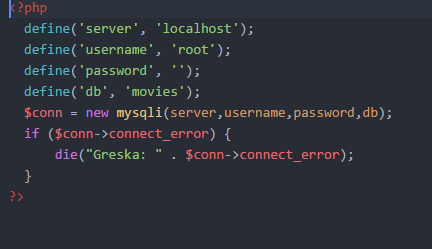 <?php
define('server', 'localhost');
define('username', 'root');
define('password', '');
define('db', 'movies');
$conn = new mysqli(server,username,password,db);
if ($conn->connect_error) {
die("Greska: " . $conn->connect_error);
}
?>